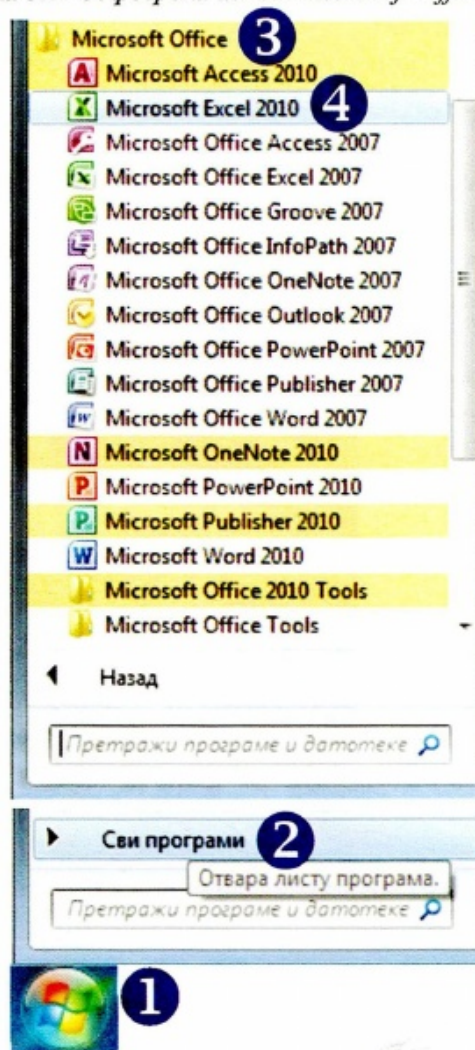 Microsoft Office 3
Microsoft Access 2010
Microsoft Excel 2010 4
Microsoft Office Access 2007
Microsoft Office Excel 2007
Microsoft Office Groove 2007
Microsoft Office InfoPath 2007
Microsoft Office OneNote 2007
Microsoft Office Outlook 2007
Microsoft Office PowerPoint 2007
Microsoft Office Publisher 2007
Microsoft Office Word 2007
Microsoft OneNote 2010
Microsoft PowerPoint 2010
Microsoft Publisher 2010
Microsoft Word 2010
Microsoft Office 2010 Tools
Microsoft Office Tools
Назад
Претражи програме и датотеке
Сви програми 2
Отвара листу програма.
Претражи програме и датотеке
1